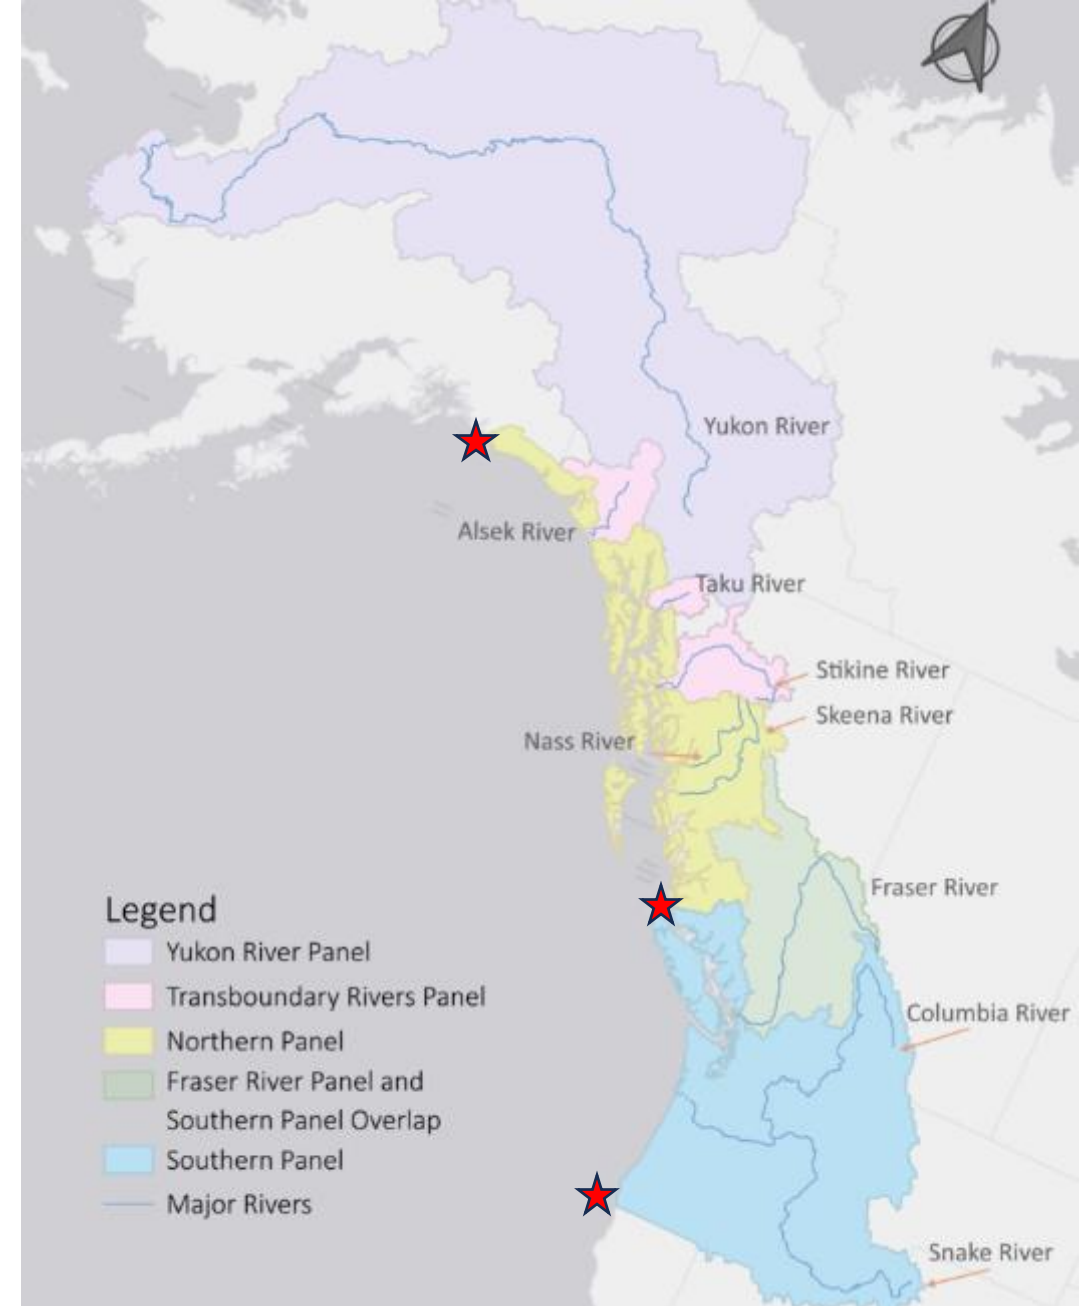 Yukon River
Alsek River
Taku River
Stikine River
Skeena River
Nass River
Fraser River
Legend
Yukon River Panel
Transboundary Rivers Panel
Northern Panel
Fraser River Panel and
Southern Panel Overlap
Southern Panel
Major Rivers
Columbia River
Snake River